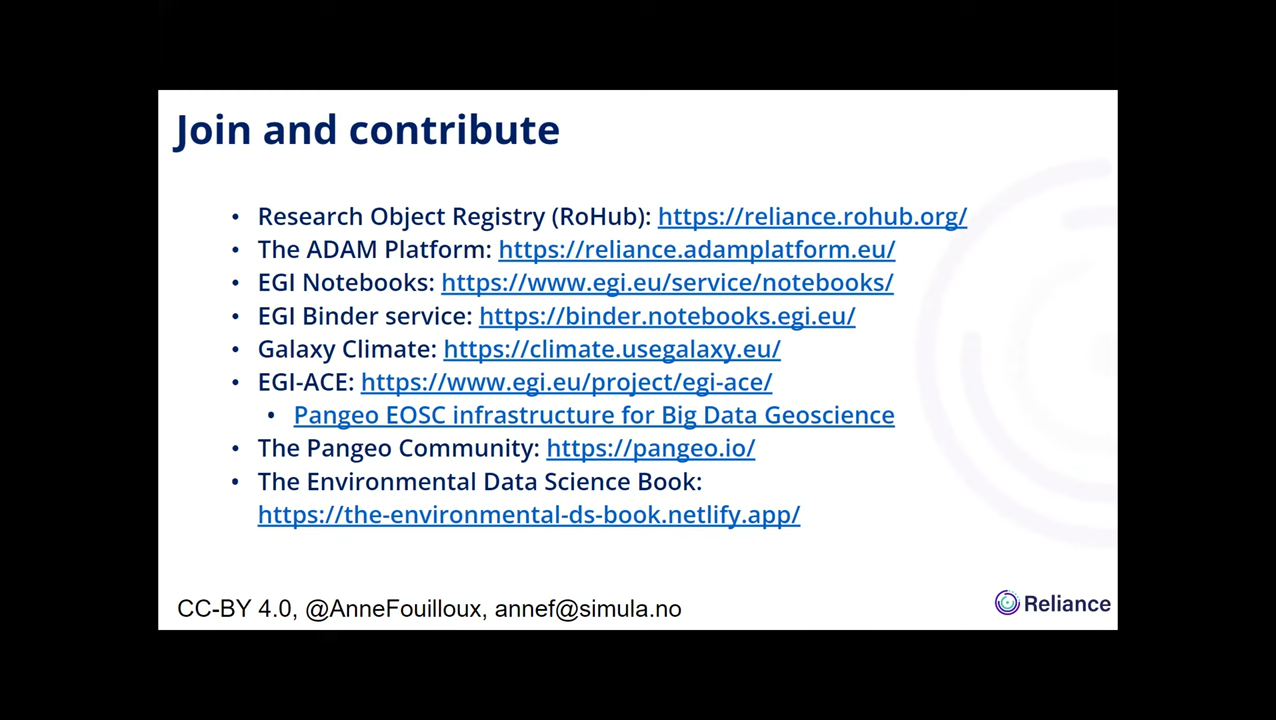 Join and contribute
• Research Object Registry (RoHub): https://reliance.rohub.org/
• The ADAM Platform: https://reliance.adamplatform.eu/
• EGI Notebooks: https://www.egi.eu/service/notebooks/
• EGI Binder service: https://binder.notebooks.egi.eu/
• Galaxy Climate: https://climate.usegalaxy.eu/
• EGI-ACE: https://www.egi.eu/project/egi-ace/
• Pangeo EOSC infrastructure for Big Data Geoscience
• The Pangeo Community: https://pangeo.io/
• The Environmental Data Science Book:
https://the-environmental-ds-book.netlify.app/
CC-BY 4.0, @AnneFouilloux, annef@simula.no
Reliance